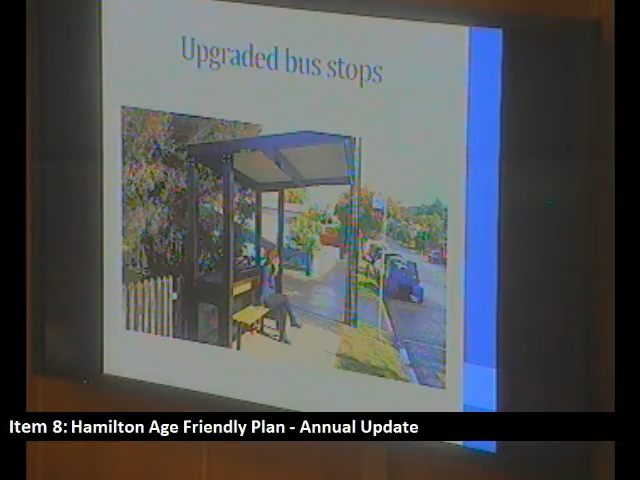 Upgraded bus stops
Item 8: Hamilton Age Friendly Plan - Annual Update